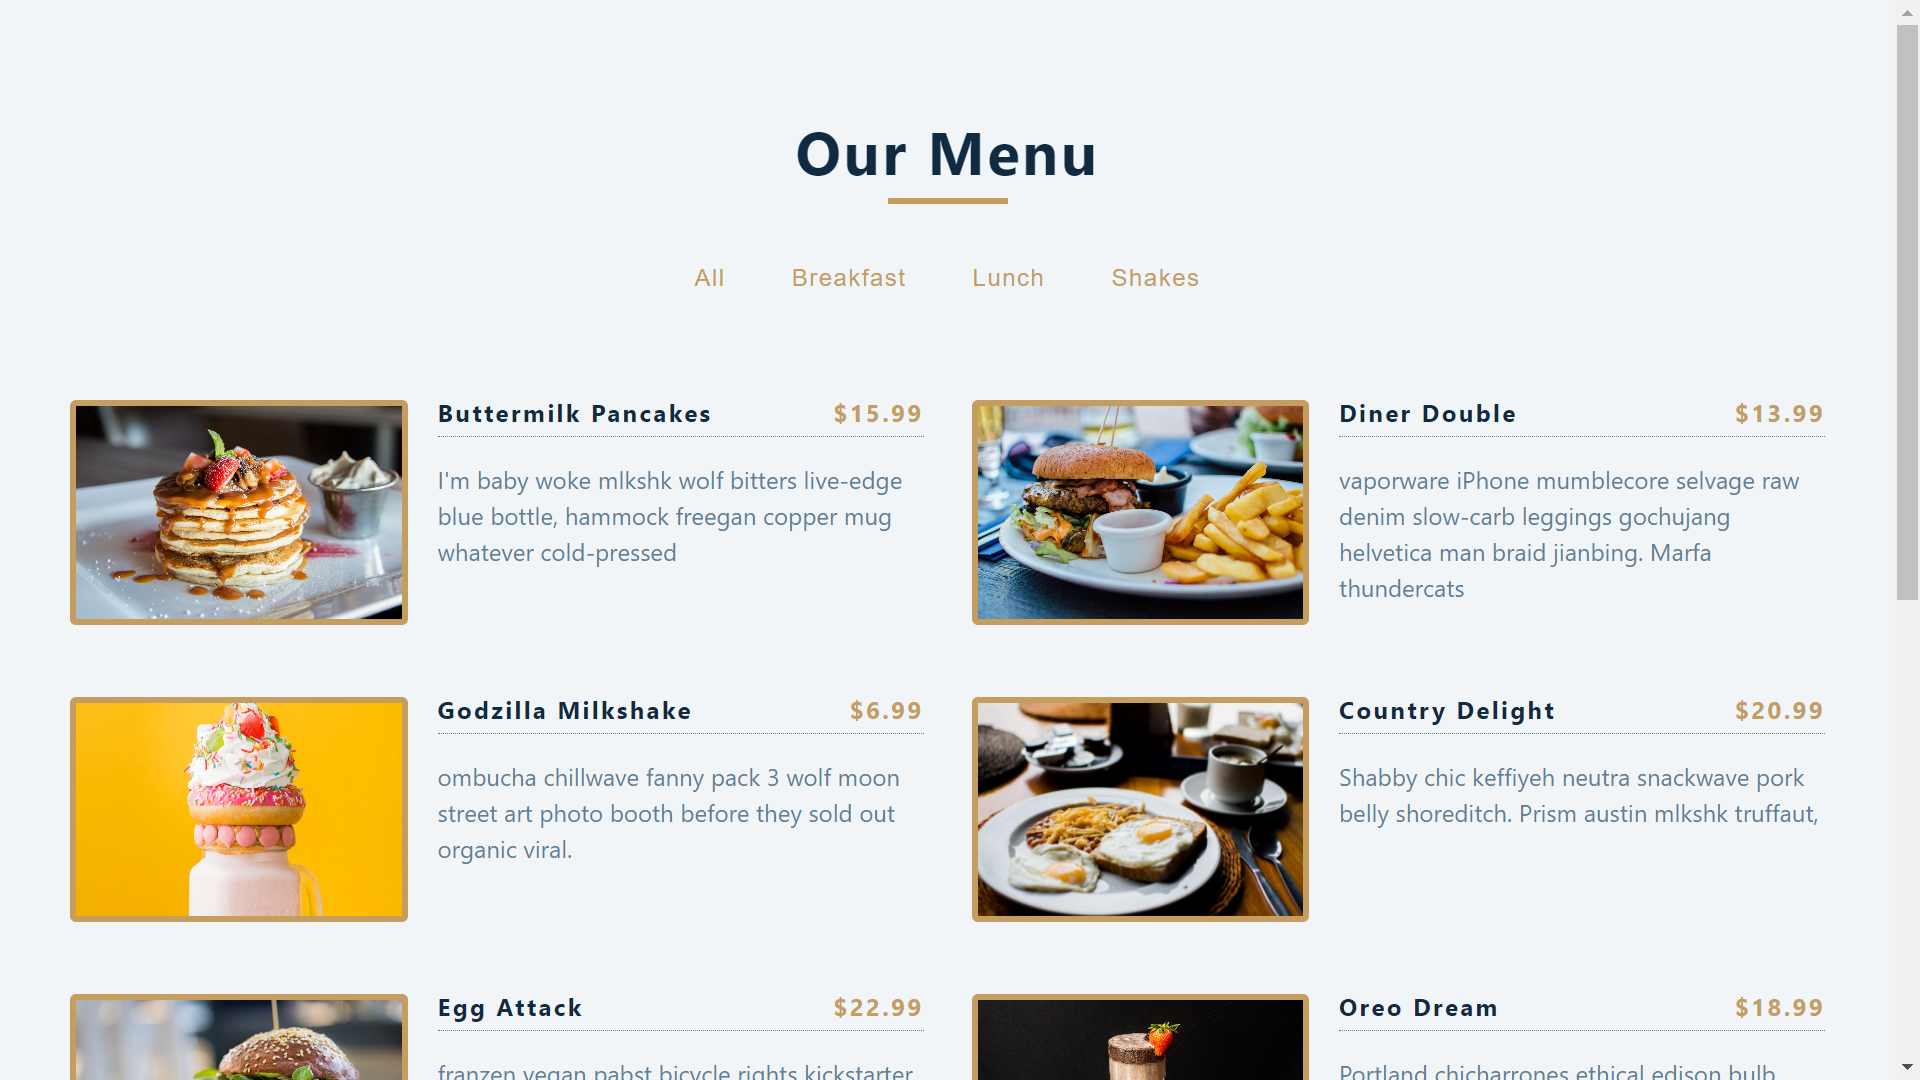 Our Menu
All Breakfast Lunch Shakes
Buttermilk Pancakes $15.99
I'm baby woke mlkshk wolf bitters live-edge
blue bottle, hammock freegan copper mug
whatever cold-pressed
Diner Double $13.99
vaporware iPhone mumblecore selvage raw
denim slow-carb leggings gochujang
helvetica man braid jianbing. Marfa
thundercats
Godzilla Milkshake $6.99
ombucha chillwave fanny pack 3 wolf moon
street art photo booth before they sold out
organic viral.
Country Delight $20.99
Shabby chic keffiyeh neutra snackwave pork
belly shoreditch. Prism austin mlkshk truffaut,
Egg Attack $22.99
franzen vegan pabst bicycle rights kickstarter
Oreo Dream $18.99
Portland chicharrones ethical edison bulb,